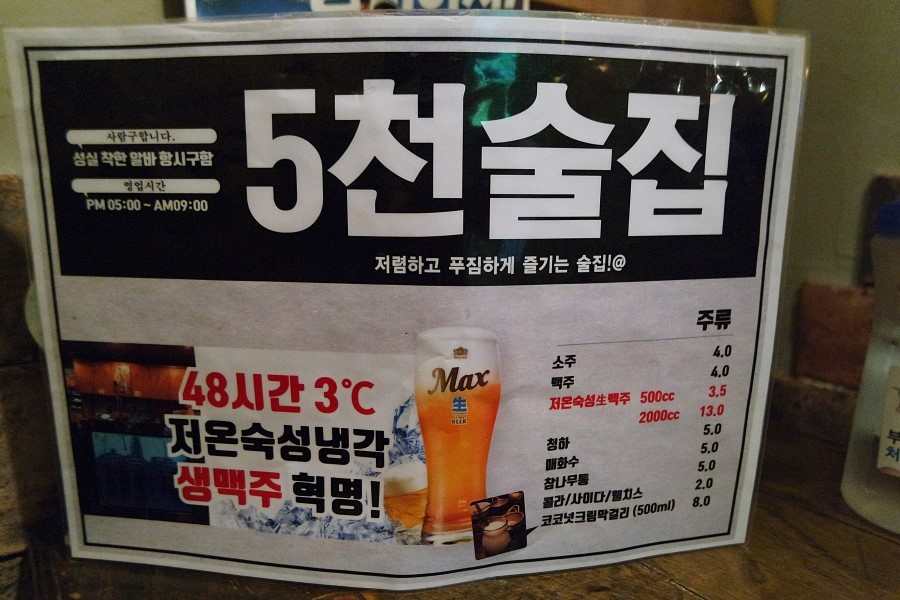 사람구합니다.
성실 착한 알바 항시구함
영업시간
PM 05:00 ~ AM09:00
5천술집
저렴하고 푸짐하게 즐기는 술집!@
48시간 3℃
저온숙성냉각
생맥주 혁명!
Max
生
BEER
주류
소주 4.0
맥주 4.0
저온숙성生맥주 500cc 3.5
2000cc 13.0
청하 5.0
매화수 5.0
참나무통 5.0
콜라/사이다/웰치스 2.0
코코넛크림막걸리 (500ml) 8.0